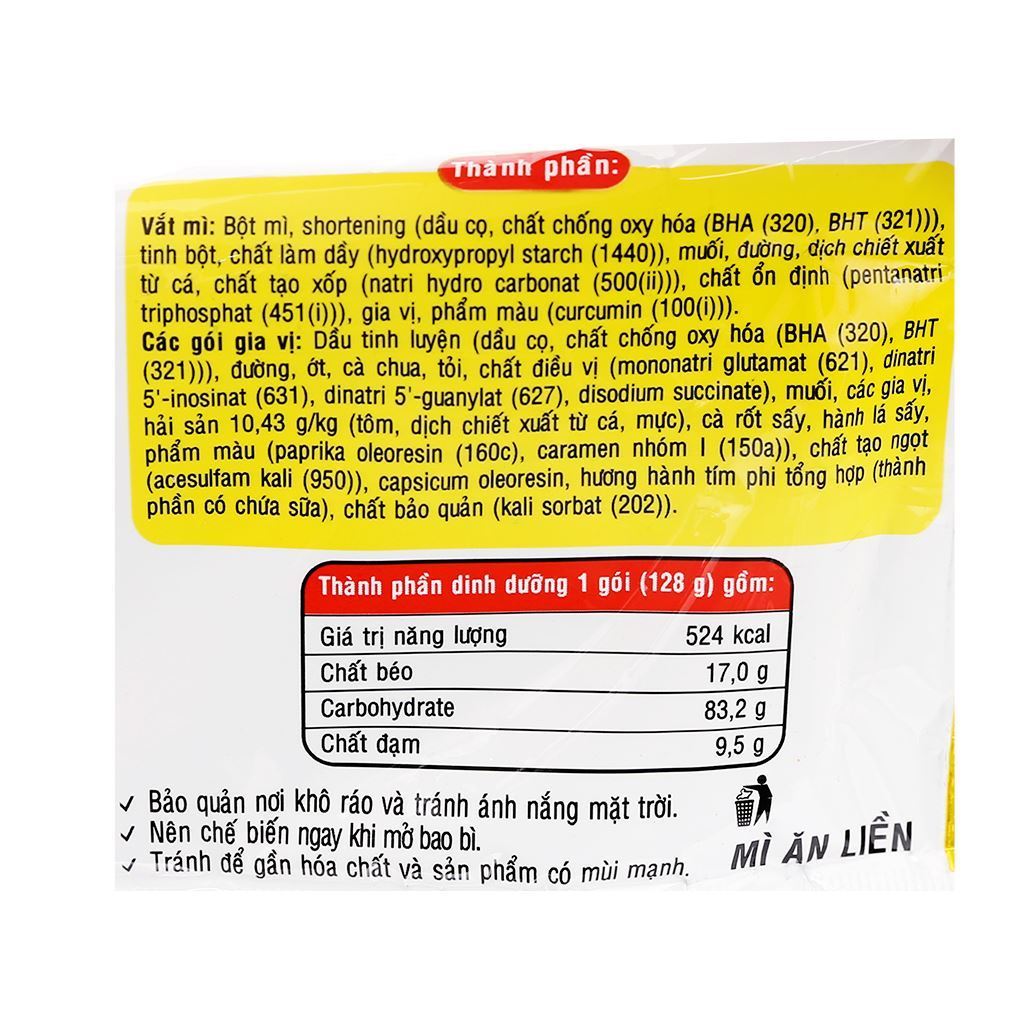 Thành phần:
Vắt mì: Bột mì, shortening (dầu cọ, chất chống oxy hóa (BHA (320), BHT (321))),
tinh bột, chất làm dầy (hydroxypropyl starch (1440)), muối, đường, dịch chiết xuất
từ cá, chất tạo xốp (natri hydro carbonat (500(ii))), chất ổn định (pentanatri
triphosphat (451(i))), gia vị, phẩm màu (curcumin (100(i))).
Các gói gia vị: Dầu tinh luyện (dầu cọ, chất chống oxy hóa (BHA (320), BHT
(321))), đường, ớt, cà chua, tỏi, chất điều vị (mononatri glutamat (621), dinatri
5'-inosinat (631), dinatri 5'-guanylat (627), disodium succinate), muối, các gia vị,
hải sản 10,43 g/kg (tôm, dịch chiết xuất từ cá, mực), cà rốt sấy, hành lá sấy,
phẩm màu (paprika oleoresin (160c), caramen nhóm I (150a)), chất tạo ngọt
(acesulfam kali (950)), capsicum oleoresin, hương hành tím phi tổng hợp (thành
phần có chứa sữa), chất bảo quản (kali sorbat (202)).
Thành phần dinh dưỡng 1 gói (128 g) gồm:
Giá trị năng lượng 524 kcal
Chất béo 17,0 g
Carbohydrate 83,2 g
Chất đạm 9,5 g
✓ Bảo quản nơi khô ráo và tránh ánh nắng mặt trời.
✓ Nên chế biến ngay khi mở bao bì.
✓ Tránh để gần hóa chất và sản phẩm có mùi mạnh.
MÌ ĂN LIỀN